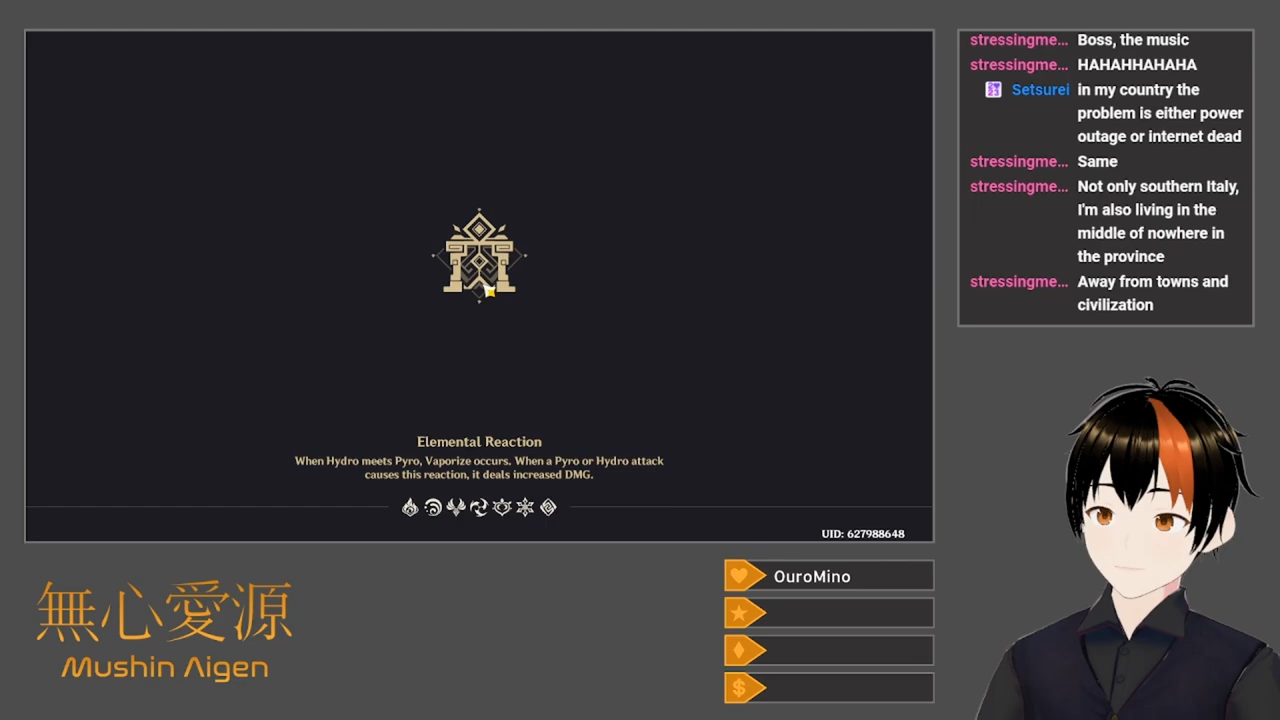 stressingme... Boss, the music
stressingme... HAHAHHAHAHA
Setsurei in my country the
problem is either power
outage or internet dead
stressingme... Same
stressingme... Not only southern Italy,
I'm also living in the
middle of nowhere in
the province
stressingme... Away from towns and
civilization
Elemental Reaction
When Hydro meets Pyro, Vaporize occurs. When a Pyro or Hydro attack
causes this reaction, it deals increased DMG.
UID: 627988648
OuroMino
無心愛源
Mushin Aigen
$